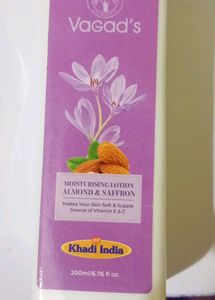 VaGaD's
MOISTURISING LOTION
ALMOND & SAFFRON
Makes Your Skin Soft & Supple
Source of Vitamin E & C
Khadi India
200ml/6.76 fl. oz.